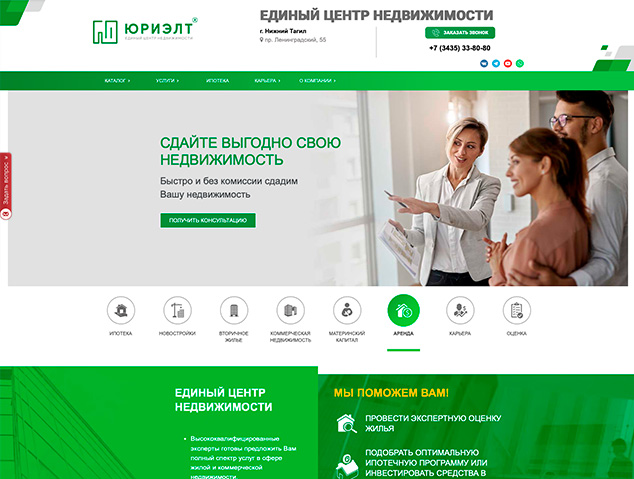 ЮРИЭЛТ®
ЕДИНЫЙ ЦЕНТР НЕДВИЖИМОСТИ
ЕДИНЫЙ ЦЕНТР НЕДВИЖИМОСТИ
г. Нижний Тагил
пр. Ленинградский, 55
ЗАКАЗАТЬ ЗВОНОК
+7 (3435) 33-80-80
КАТАЛОГ
УСЛУГИ
ИПОТЕКА
КАРЬЕРА
О КОМПАНИИ
Задать вопрос
СДАЙТЕ ВЫГОДНО СВОЮ
НЕДВИЖИМОСТЬ
Быстро и без комиссии сдадим
Вашу недвижимость
ПОЛУЧИТЬ КОНСУЛЬТАЦИЮ
ИПОТЕКА
НОВОСТРОЙКИ
ВТОРИЧНОЕ
ЖИЛЬЕ
КОММЕРЧЕСКАЯ
НЕДВИЖИМОСТЬ
МАТЕРИНСКИЙ
КАПИТАЛ
АРЕНДА
КАРЬЕРА
ОЦЕНКА
ЕДИНЫЙ ЦЕНТР
НЕДВИЖИМОСТИ
• Высококвалифицированные
эксперты готовы предложить Вам
полный спектр услуг в сфере
жилой и коммерческой
недвижимости
МЫ ПОМОЖЕМ ВАМ!
ПРОВЕСТИ ЭКСПЕРТНУЮ ОЦЕНКУ
ЖИЛЬЯ
ПОДОБРАТЬ ОПТИМАЛЬНУЮ
ИПОТЕЧНУЮ ПРОГРАММУ ИЛИ
ИНВЕСТИРОВАТЬ СРЕДСТВА В